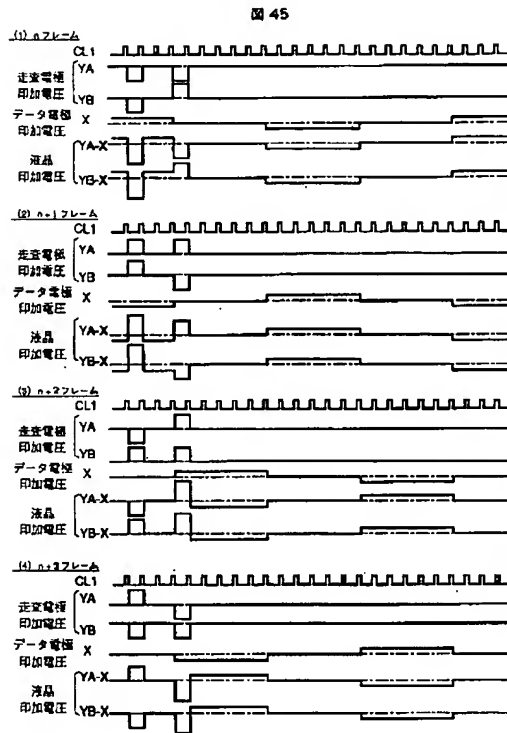 図 45
(1) nフレーム
CL1
YA
走査電極
印加電圧
YB
データ電極 X
印加電圧
YA-X
液晶
印加電圧
YB-X
(2) n+1フレーム
CL1
YA
走査電極
印加電圧
YB
データ電極 X
印加電圧
YA-X
液晶
印加電圧
YB-X
(3) n+2フレーム
CL1
YA
走査電極
印加電圧
YB
データ電極 X
印加電圧
YA-X
液晶
印加電圧
YB-X
(4) n+3フレーム
CL1
YA
走査電極
印加電圧
YB
データ電極 X
印加電圧
YA-X
液晶
印加電圧
YB-X